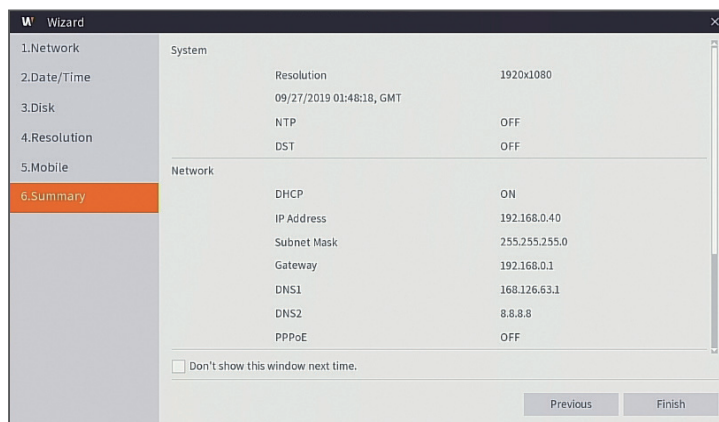 Wizard
1.Network
2.Date/Time
3.Disk
4.Resolution
5.Mobile
6.Summary
System
Resolution 1920x1080
09/27/2019 01:48:18, GMT
NTP OFF
DST OFF
Network
DHCP ON
IP Address 192.168.0.40
Subnet Mask 255.255.255.0
Gateway 192.168.0.1
DNS1 168.126.63.1
DNS2 8.8.8.8
PPPoE OFF
Don't show this window next time.
Previous Finish